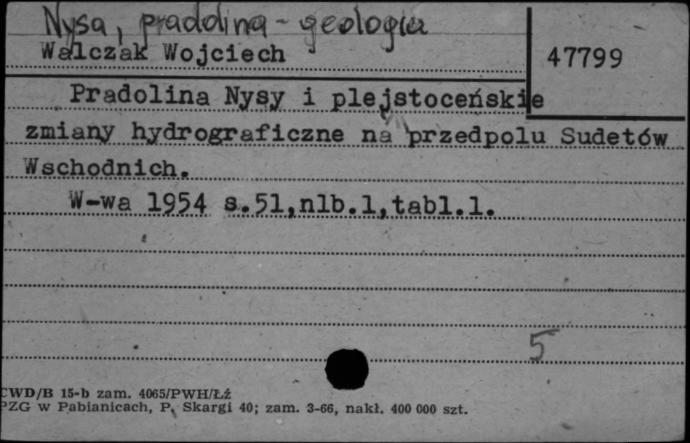 Nysa, pradolina - geologia
Walczak Wojciech
47799
Pradolina Nysy i plejstoceńskie
zmiany hydrograficzne na przedpolu Sudetów
Wschodnich.
W-wa 1954 s.51,nlb.1,tabl.1.
5
CWD/B 15-b zam. 4065/PWH/Łż
PZG w Pabianicach, P. Skargi 40; zam. 3-66, nakł. 400 000 szt.